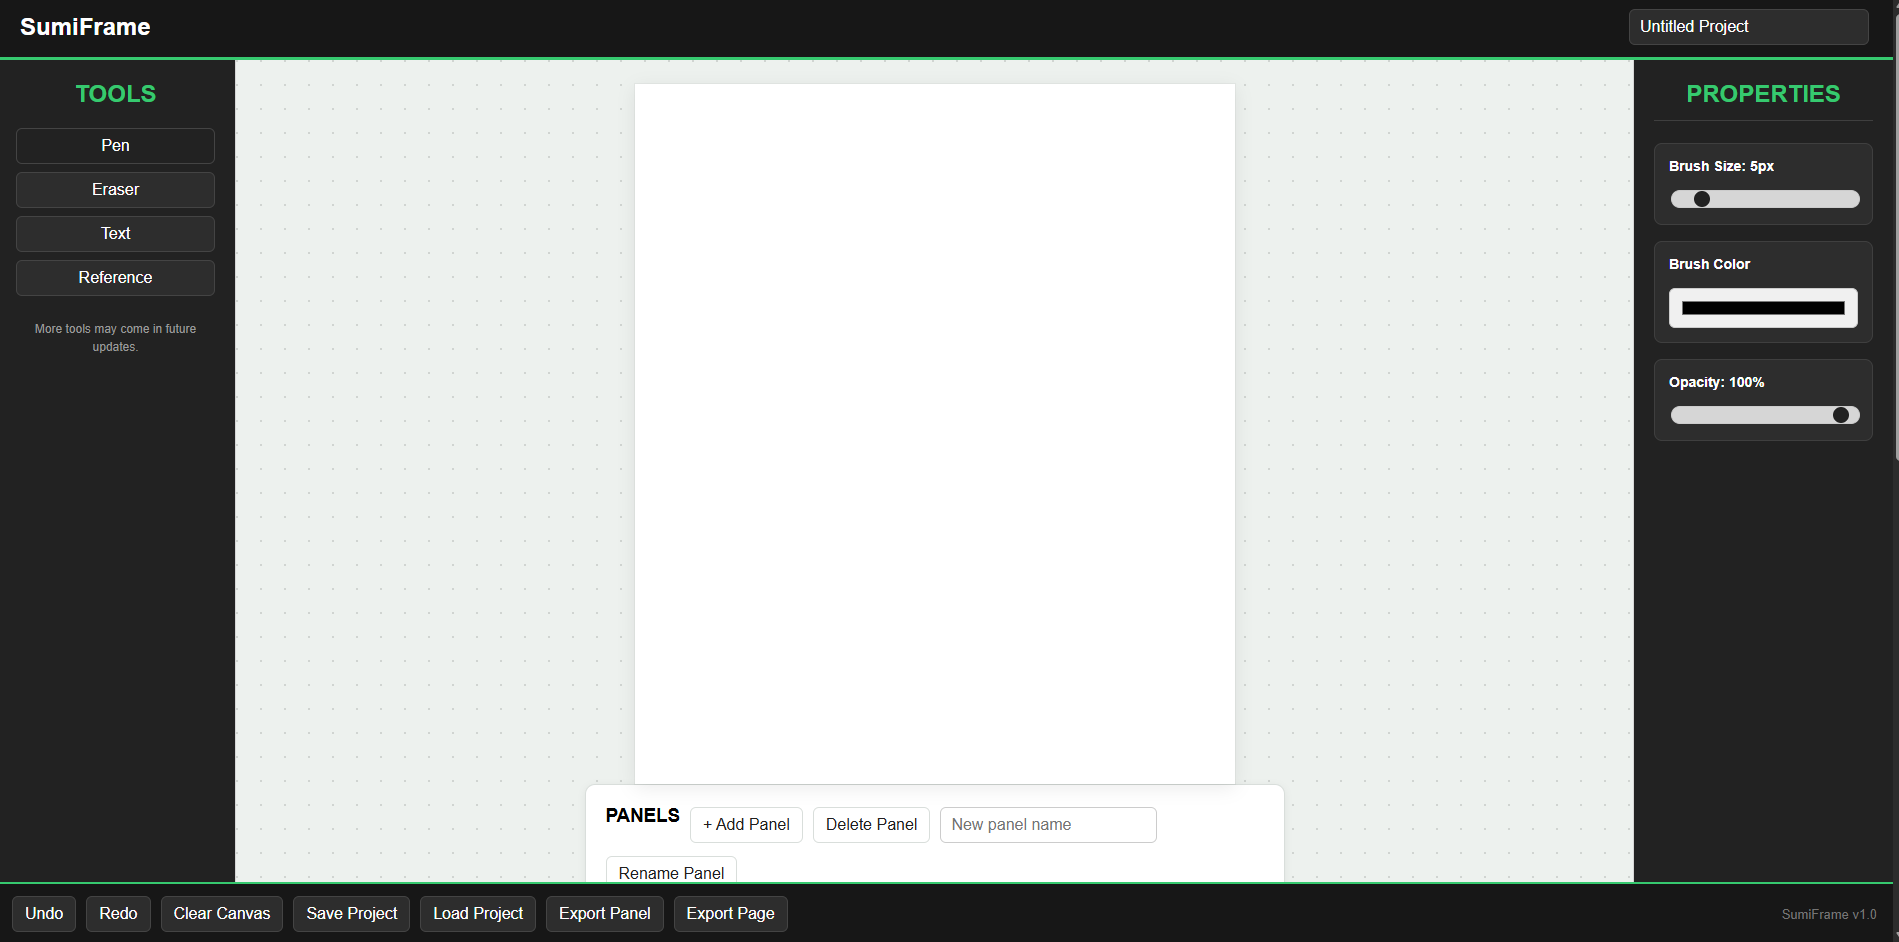 SumiFrame
Untitled Project
TOOLS
Pen
Eraser
Text
Reference
More tools may come in future
updates.
PROPERTIES
Brush Size: 5px
Brush Color
Opacity: 100%
PANELS
+ Add Panel
Delete Panel
New panel name
Rename Panel
Undo
Redo
Clear Canvas
Save Project
Load Project
Export Panel
Export Page
SumiFrame v1.0